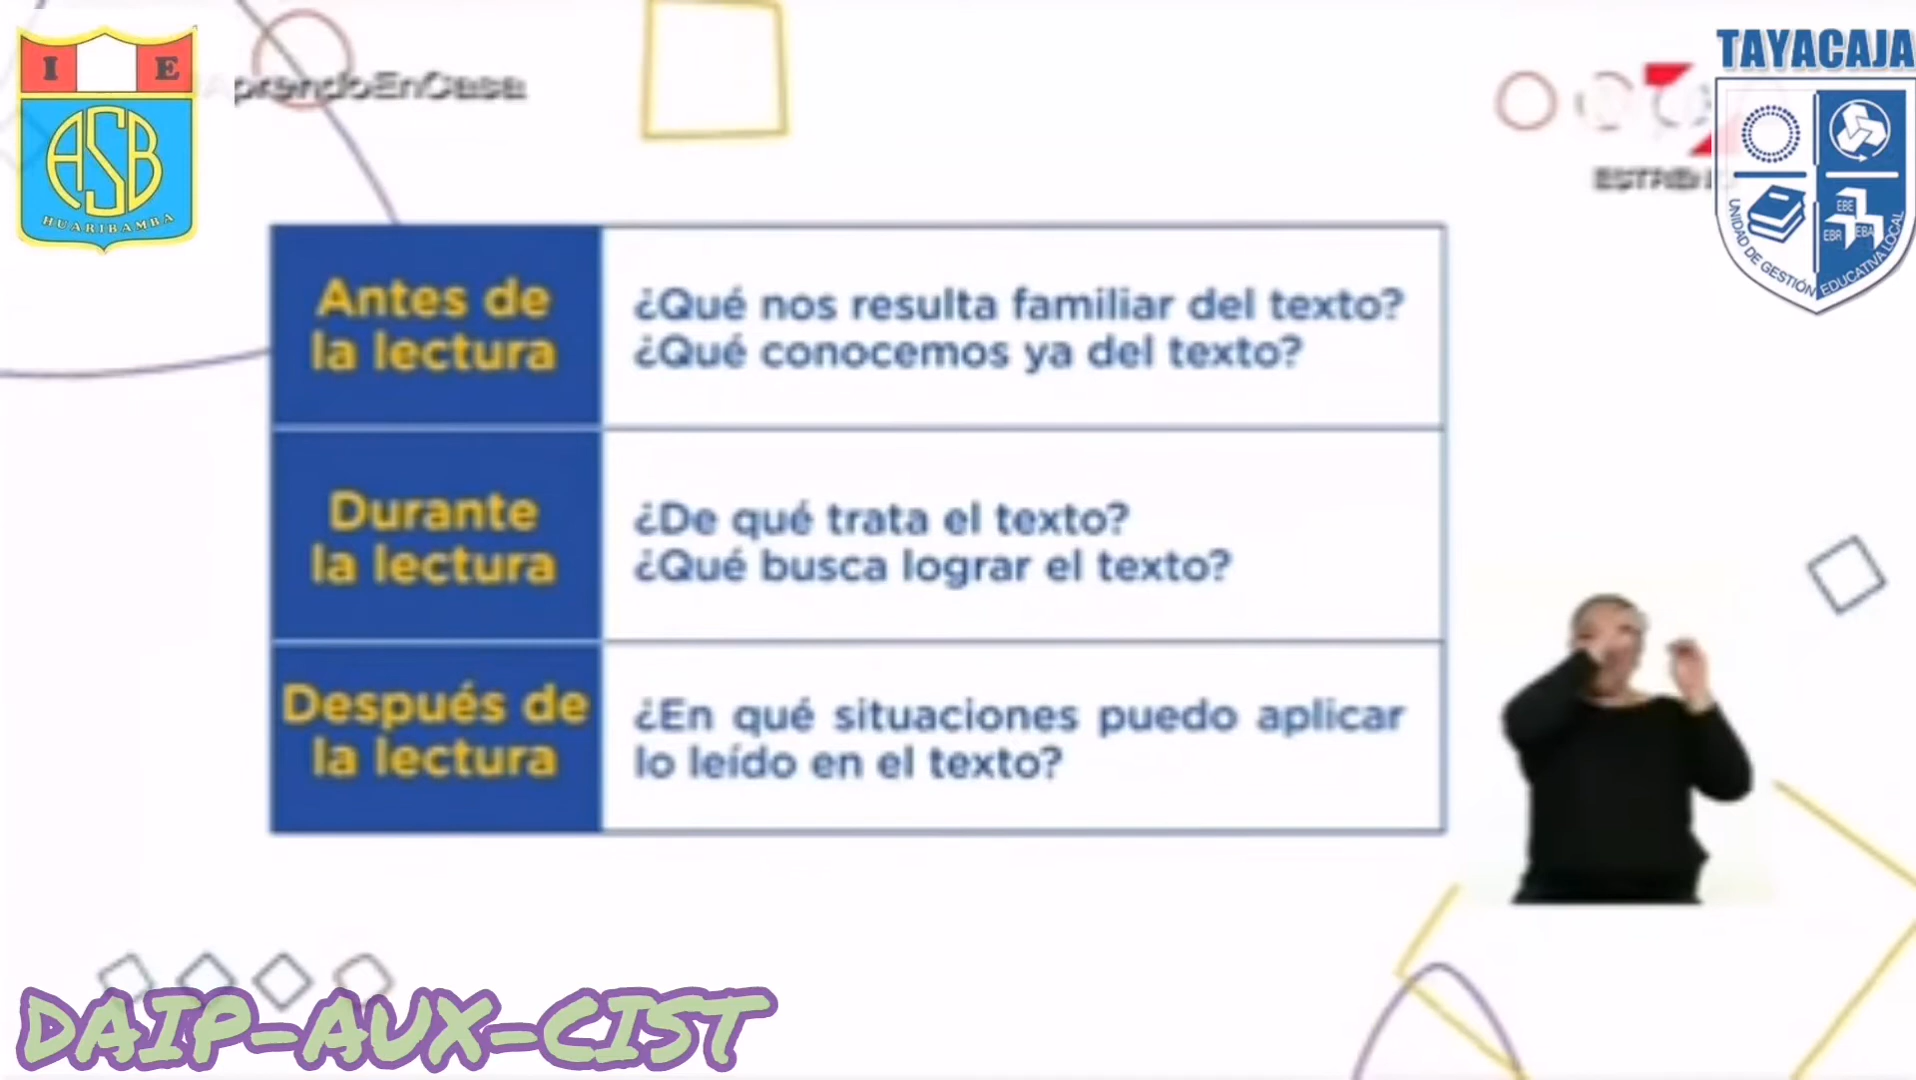 I E
ASB
HUARIBAMBA
prendoEnCasa
TAYACAJA
EBE
EBR EBA
UNIDAD DE GESTIÓN EDUCATIVA LOCAL
Antes de
la lectura
¿Qué nos resulta familiar del texto?
¿Qué conocemos ya del texto?
Durante
la lectura
¿De qué trata el texto?
¿Qué busca lograr el texto?
Después de
la lectura
¿En qué situaciones puedo aplicar
lo leído en el texto?
DAIP-AUX-CIST